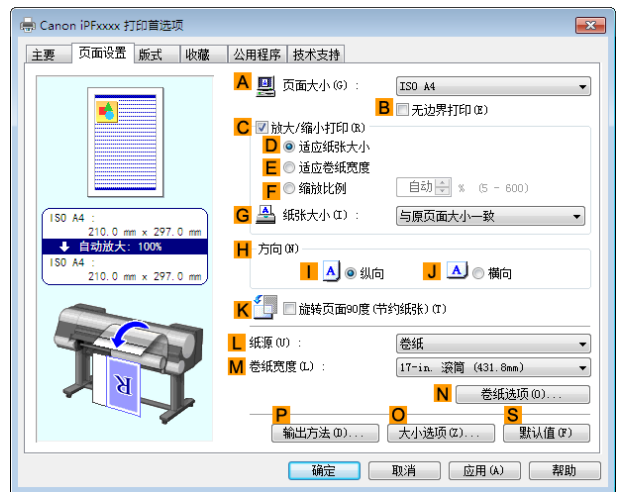 Canon iPFxxxx 打印首选项
主要 页面设置 版式 收藏 公用程序 技术支持
A 页面大小(G) : ISO A4
B 无边界打印(E)
C 放大/缩小打印(R)
D 适应纸张大小
E 适应卷纸宽度
F 缩放比例 自动 % (5 - 600)
G 纸张大小(I) : 与原页面大小一致
ISO A4 :
210.0 mm x 297.0 mm
自动放大: 100%
ISO A4 :
210.0 mm x 297.0 mm
H 方向(N)
I A 纵向 J A 横向
K 旋转页面90度(节约纸张)(T)
L 纸源(U) : 卷纸
M 卷纸宽度(L) : 17-in. 滚筒 (431.8mm)
N 卷纸选项(O)...
P O S
输出方法(D)... 大小选项(Z)... 默认值(F)
R
确定 取消 应用(A) 帮助